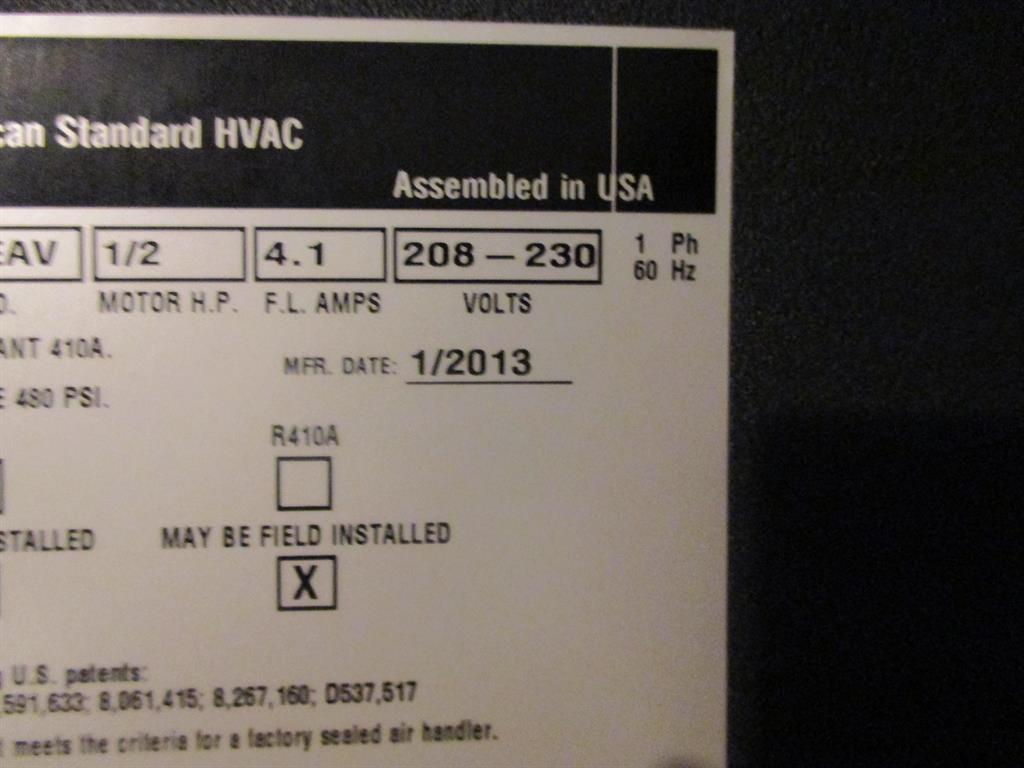 can Standard HVAC
Assembled in USA
EAV 1/2 4.1 208 — 230 1 Ph
60 Hz
O. MOTOR H.P. F.L. AMPS VOLTS
ANT 410A.
MFR. DATE: 1/2013
E 480 PSI.
R410A
STALLED MAY BE FIELD INSTALLED
X
g U.S. patents:
,591,633; 8,061,415; 8,267,160; D537,517
t meets the criteria for a factory sealed air handler.